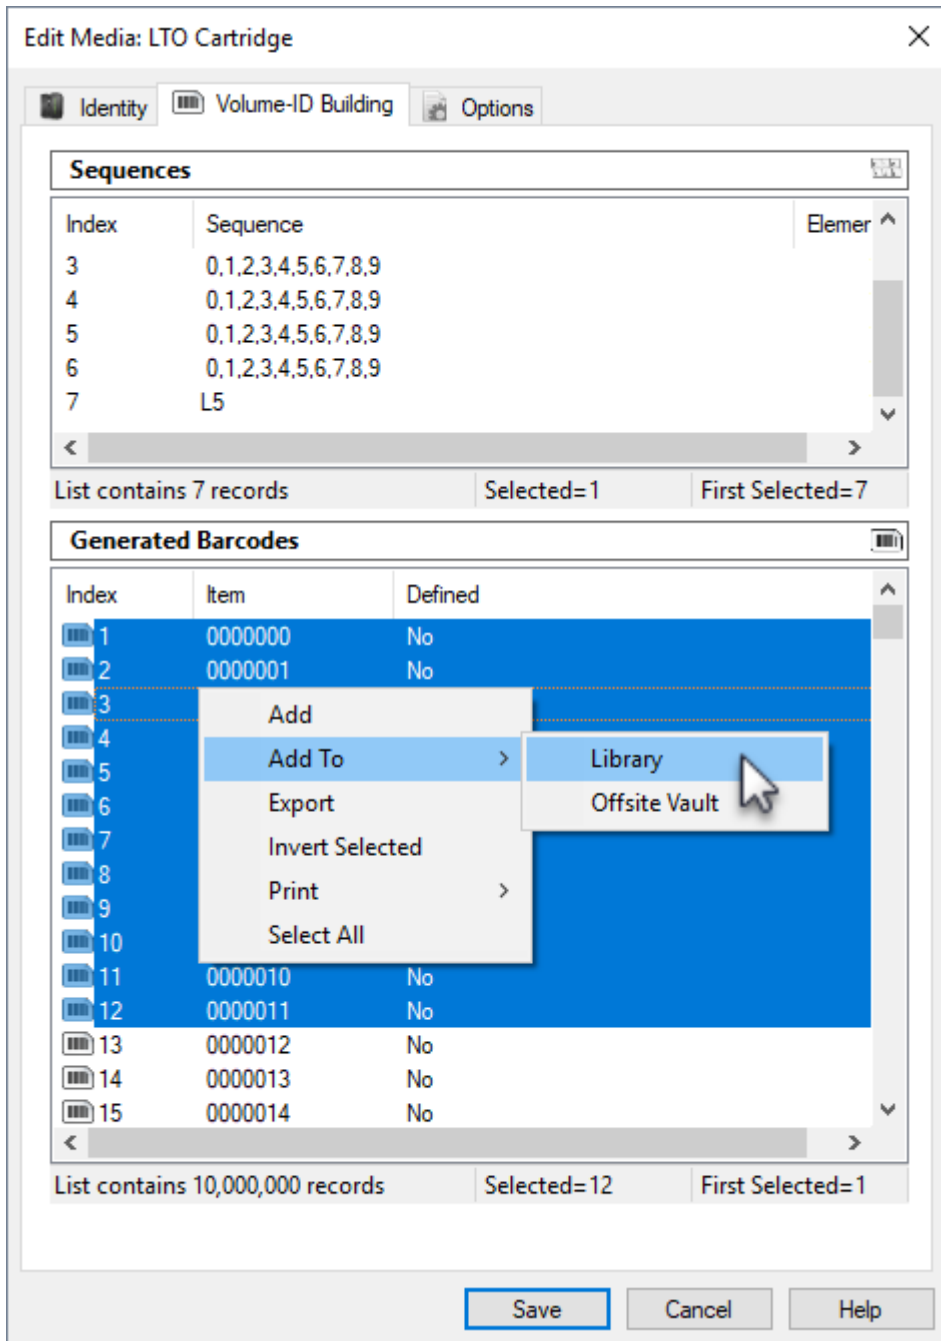 Edit Media: LTO Cartridge
Identity Volume-ID Building Options
Sequences
Index Sequence Elemer
3 0,1,2,3,4,5,6,7,8,9
4 0,1,2,3,4,5,6,7,8,9
5 0,1,2,3,4,5,6,7,8,9
6 0,1,2,3,4,5,6,7,8,9
7 L5
List contains 7 records Selected=1 First Selected=7
Generated Barcodes
Index Item Defined
1 0000000 No
2 0000001 No
3
Add
4
Add To Library
5
6
Export Offsite Vault
7
Invert Selected
8
Print
9
10
Select All
11 0000010 No
12 0000011 No
13 0000012 No
14 0000013 No
15 0000014 No
List contains 10,000,000 records Selected=12 First Selected=1
Save Cancel Help